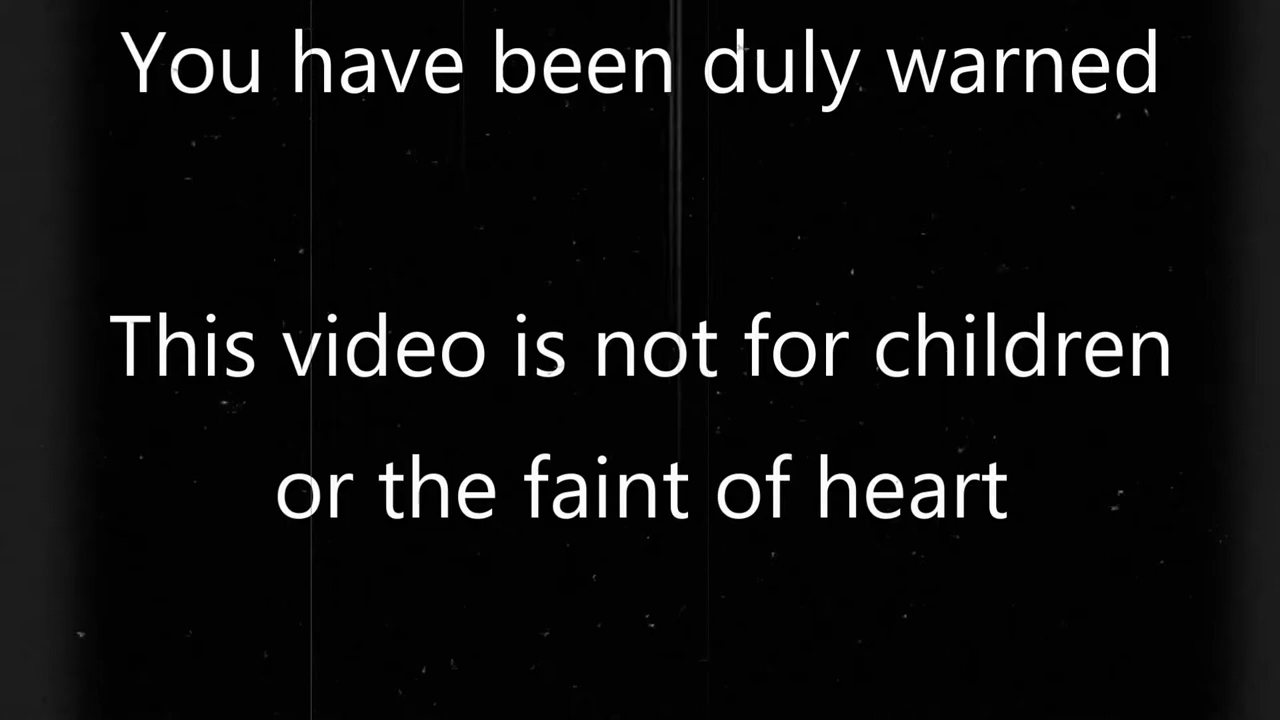 You have been duly warned
This video is not for children
or the faint of heart